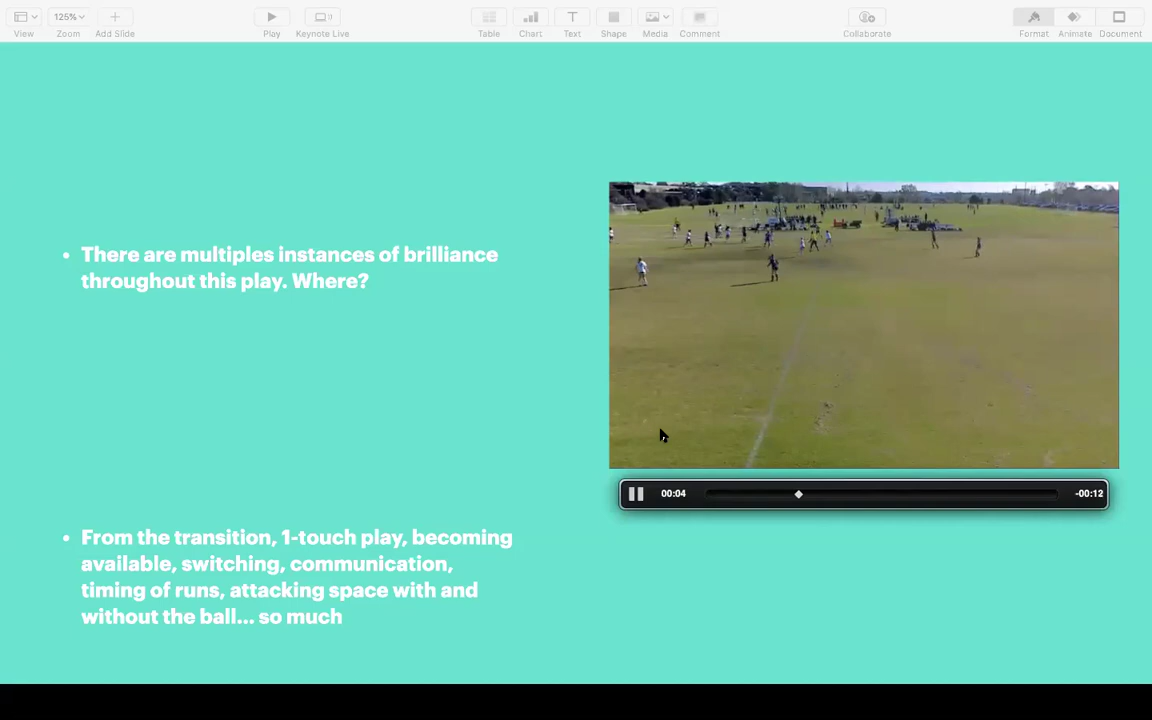 125%
View
Zoom
Add Slide
Play
Keynote Live
Table
Chart
Text
Shape
Media
Comment
Collaborate
Format
Animate
Document
• There are multiples instances of brilliance
throughout this play. Where?
00:04
-00:12
• From the transition, 1-touch play, becoming
available, switching, communication,
timing of runs, attacking space with and
without the ball... so much